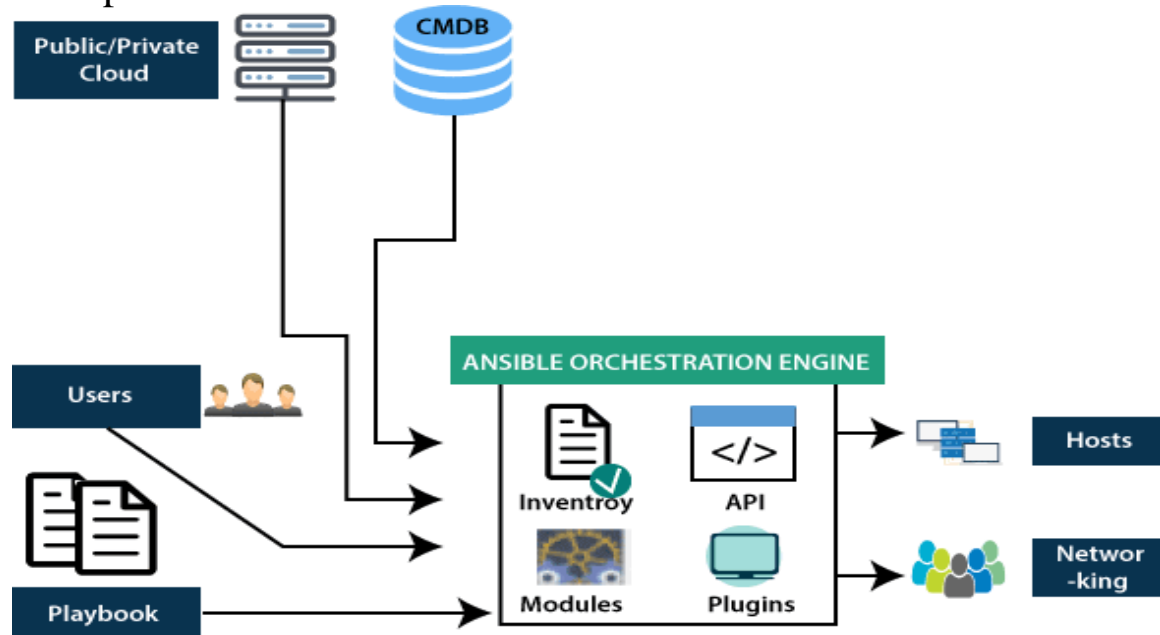 CMDB
Public/Private
Cloud
ANSIBLE ORCHESTRATION ENGINE
Users
</>
Hosts
Inventroy
API
Networ
-king
Modules
Plugins
Playbook